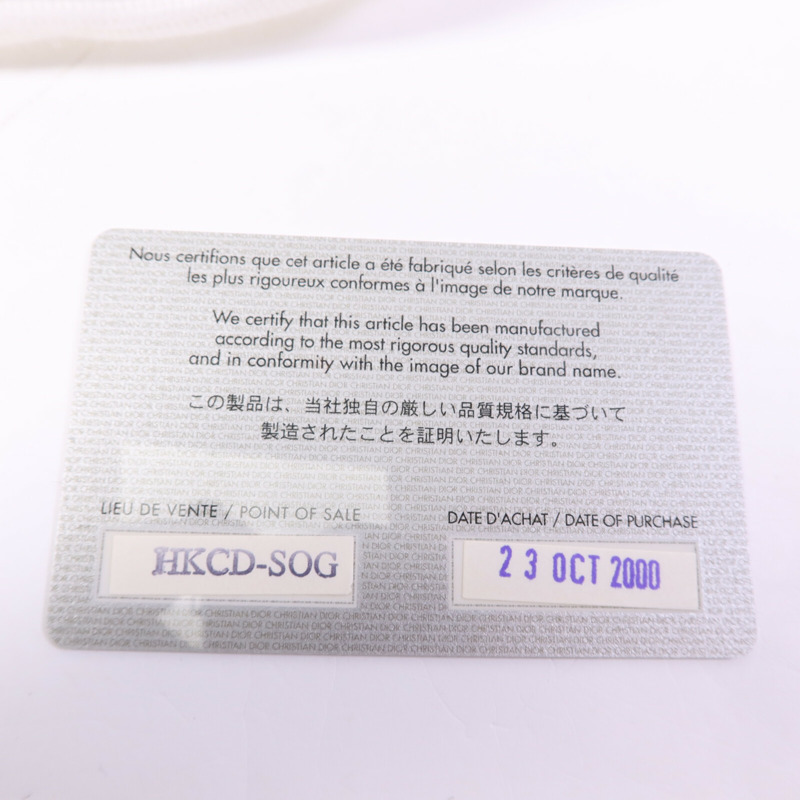 Nous certifions que cet article a été fabriqué selon les critères de qualité
les plus rigoureux conformes à l'image de notre marque.
We certify that this article has been manufactured
according to the most rigorous quality standards,
and in conformity with the image of our brand name.
この製品は、当社独自の厳しい品質規格に基づいて
製造されたことを証明いたします。
LIEU DE VENTE / POINT OF SALE
DATE D'ACHAT / DATE OF PURCHASE
HKCD-SOG
23 OCT 2000